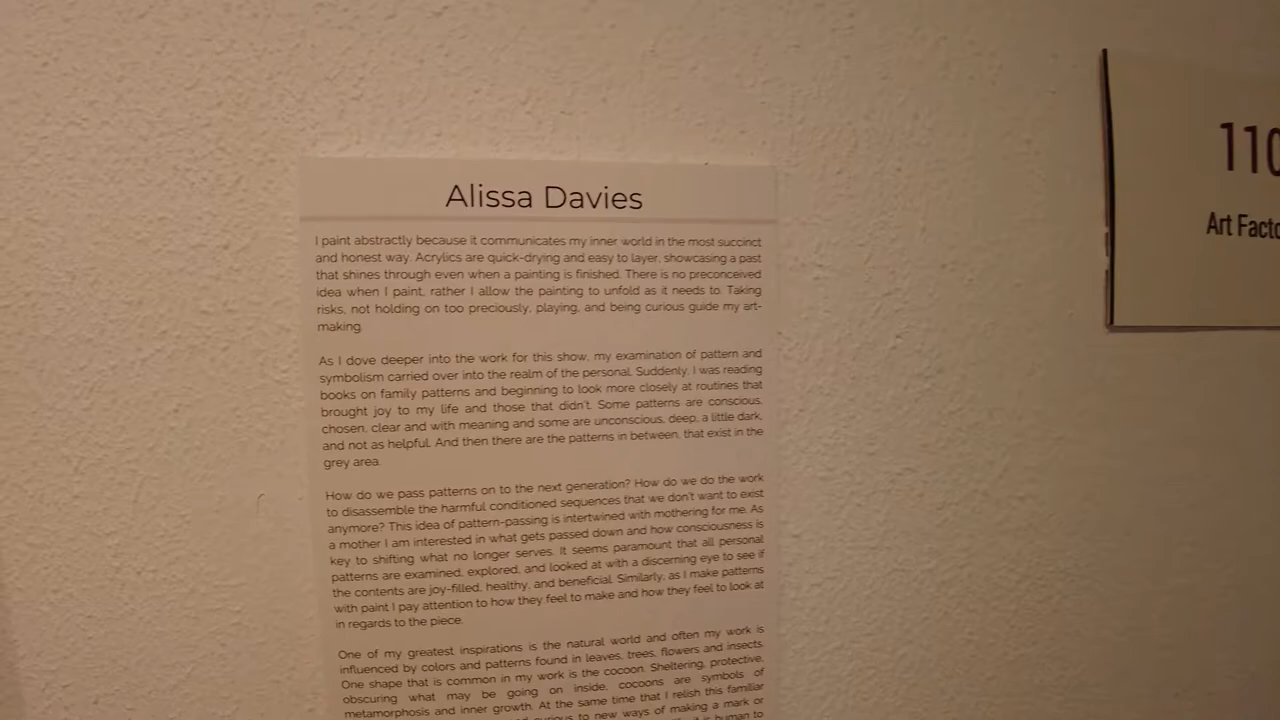 Alissa Davies
I paint abstractly because it communicates my inner world in the most succinct
and honest way. Acrylics are quick-drying and easy to layer, showcasing a past
that shines through even when a painting is finished. There is no preconceived
idea when I paint, rather I allow the painting to unfold as it needs to. Taking
risks, not holding on too preciously, playing, and being curious guide my art-
making.
As I dove deeper into the work for this show, my examination of pattern and
symbolism carried over into the realm of the personal. Suddenly, I was reading
books on family patterns and beginning to look more closely at routines that
brought joy to my life and those that didn't. Some patterns are conscious,
chosen, clear and with meaning and some are unconscious, deep, a little dark,
and not as helpful. And then there are the patterns in between, that exist in the
grey area.
How do we pass patterns on to the next generation? How do we do the work
to disassemble the harmful conditioned sequences that we don't want to exist
anymore? This idea of pattern-passing is intertwined with mothering for me. As
a mother I am interested in what gets passed down and how consciousness is
key to shifting what no longer serves. It seems paramount that all personal
patterns are examined, explored, and looked at with a discerning eye to see if
the contents are joy-filled, healthy, and beneficial. Similarly, as I make patterns
with paint I pay attention to how they feel to make and how they feel to look at
in regards to the piece.
One of my greatest inspirations is the natural world and often my work is
influenced by colors and patterns found in leaves, trees, flowers and insects.
One shape that is common in my work is the cocoon. Sheltering, protective,
obscuring what may be going on inside, cocoons are symbols of
metamorphosis and inner growth. At the same time that I relish this familiar
curious to new ways of making a mark or
it is human to
110
Art Facto